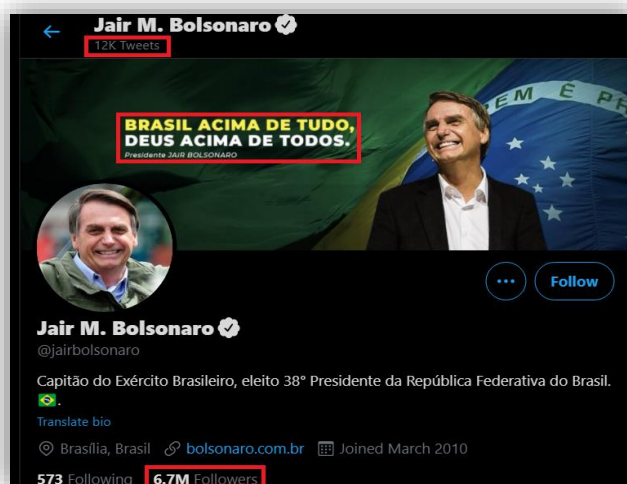 Jair M. Bolsonaro
12K Tweets
EM É PR
BRASIL ACIMA DE TUDO,
DEUS ACIMA DE TODOS.
Presidente JAIR BOLSONARO
Follow
Jair M. Bolsonaro
@jairbolsonaro
Capitão do Exército Brasileiro, eleito 38° Presidente da República Federativa do Brasil.
.
Translate bio
Brasília, Brasil bolsonaro.com.br Joined March 2010
573 Following 6.7M Followers